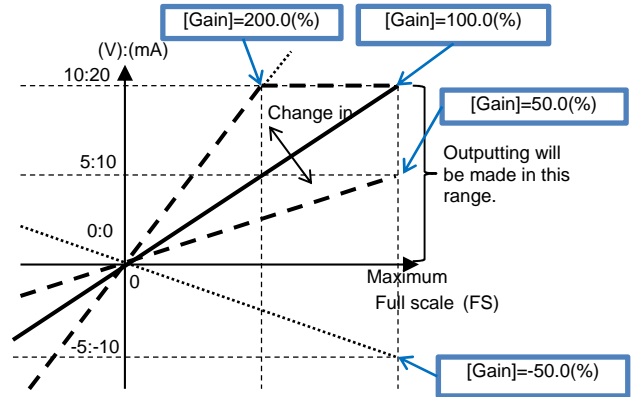 [Gain]=200.0(%)
[Gain]=100.0(%)
(V):(mA)
10:20
[Gain]=50.0(%)
Change in
5:10
Outputting will
be made in this
range.
0:0
0
Maximum
Full scale (FS)
-5:-10
[Gain]=-50.0(%)